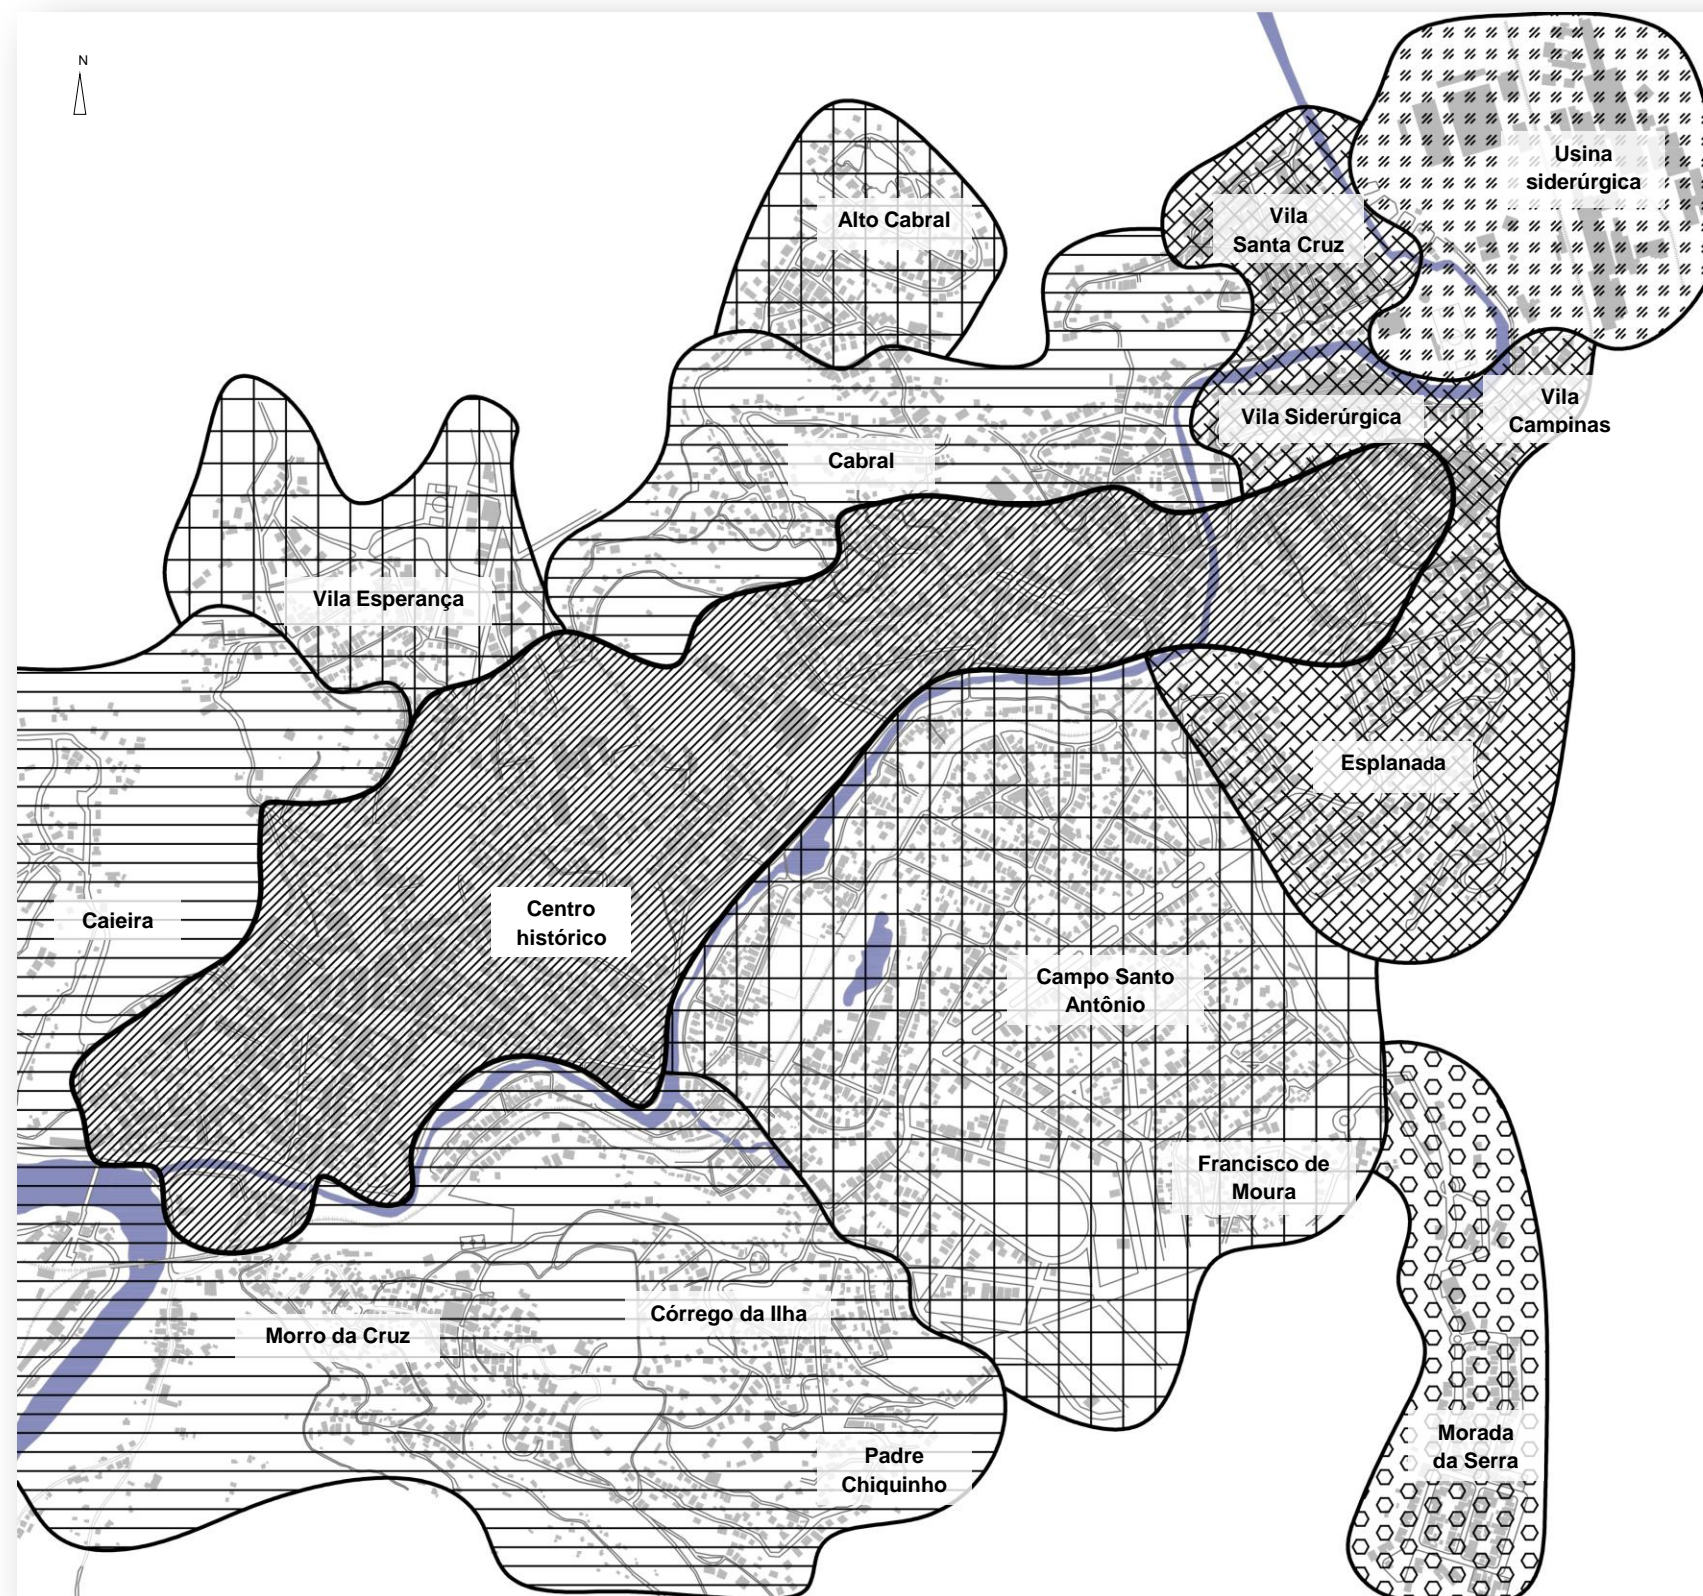 N
Usina
siderúrgica
Alto Cabral
Vila
Santa Cruz
Vila Siderúrgica
Vila
Campinas
Cabral
Vila Esperança
Esplanada
Caieira
Centro
histórico
Campo Santo
Antônio
Francisco de
Moura
Córrego da Ilha
Morro da Cruz
Padre
Chiquinho
Morada
da Serra